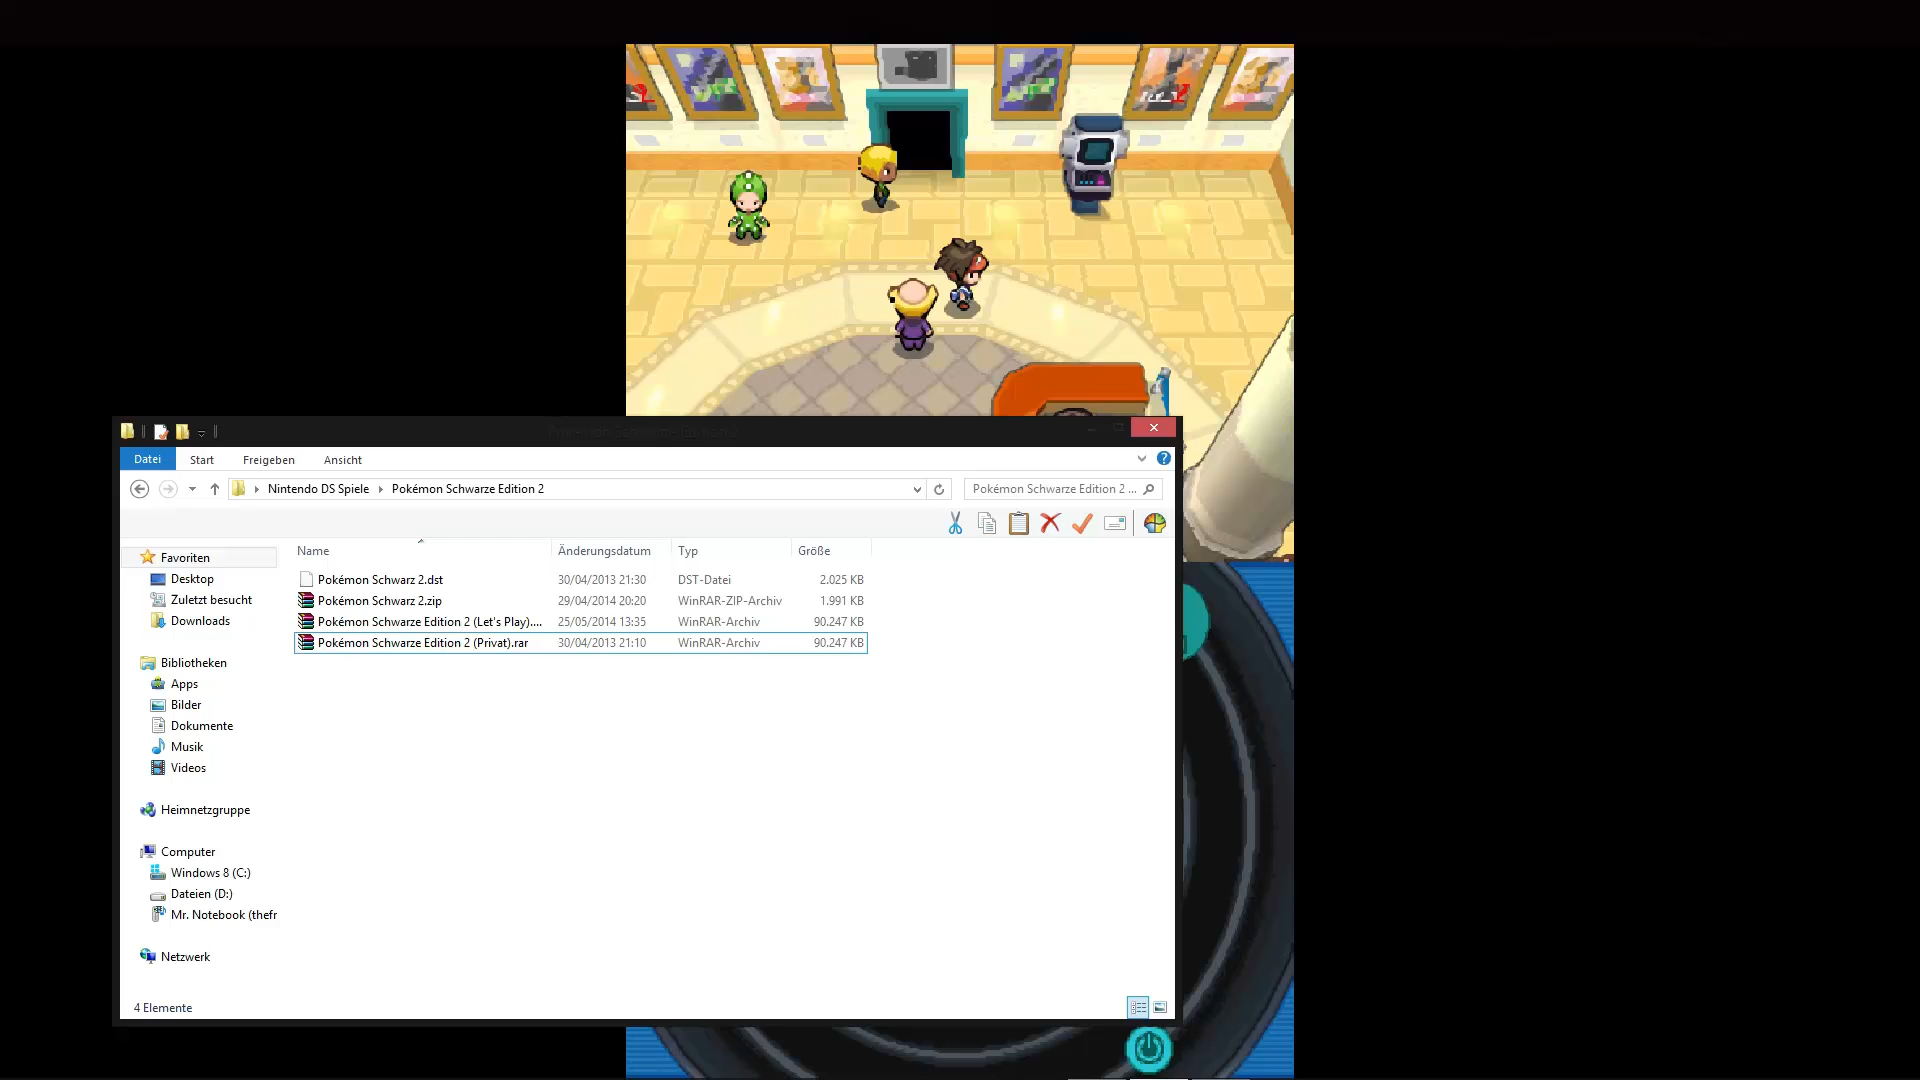 Pokémon Schwarze Edition 2
Datei Start Freigeben Ansicht
Nintendo DS Spiele Pokémon Schwarze Edition 2 Pokémon Schwarze Edition 2 ...
Name Änderungsdatum Typ Größe
Favoriten
Desktop
Zuletzt besucht
Downloads
Bibliotheken
Apps
Bilder
Dokumente
Musik
Videos
Heimnetzgruppe
Computer
Windows 8 (C:)
Dateien (D:)
Mr. Notebook (thefr
Netzwerk
Pokémon Schwarz 2.dst 30/04/2013 21:30 DST-Datei 2.025 KB
Pokémon Schwarz 2.zip 29/04/2014 20:20 WinRAR-ZIP-Archiv 1.991 KB
Pokémon Schwarze Edition 2 (Let's Play).... 25/05/2014 13:35 WinRAR-Archiv 90.247 KB
Pokémon Schwarze Edition 2 (Privat).rar 30/04/2013 21:10 WinRAR-Archiv 90.247 KB
4 Elemente